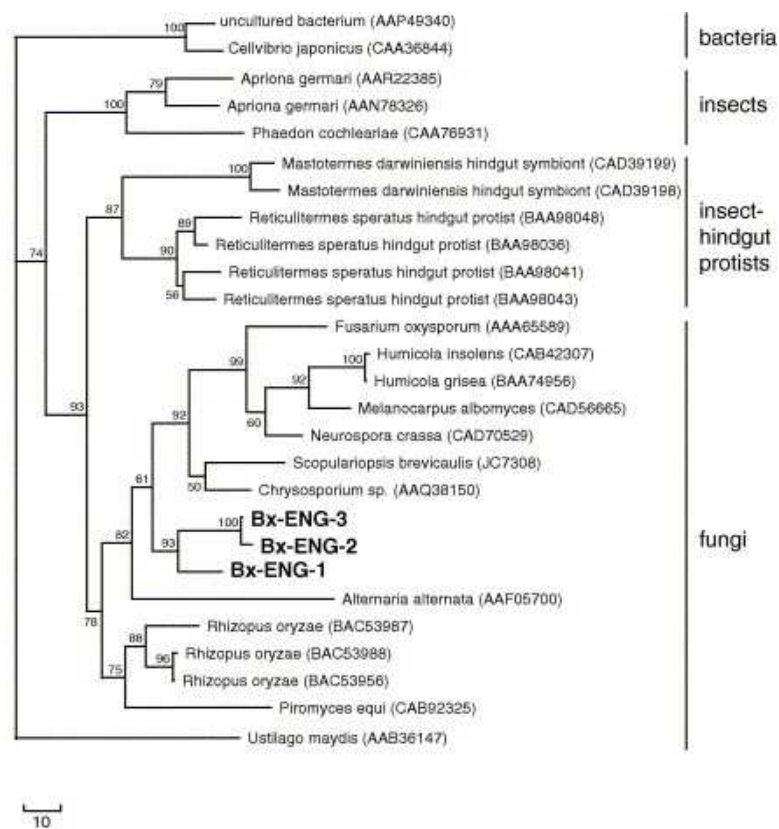 uncultured bacterium (AAP49340)
100
Cellvibrio japonicus (CAA36844)
bacteria
Apriona germari (AAR22385)
79
Apriona germari (AAN78326)
100
Phaedon cochleariae (CAA76931)
insects
Mastotermes darwiniensis hindgut symbiont (CAD39199)
100
Mastotermes darwiniensis hindgut symbiont (CAD39198)
87
Reticulitermes speratus hindgut protist (BAA98048)
89
Reticulitermes speratus hindgut protist (BAA98036)
90
Reticulitermes speratus hindgut protist (BAA98041)
56
Reticulitermes speratus hindgut protist (BAA98043)
insect-
hindgut
protists
74
Fusarium oxysporum (AAA65589)
99
Humicola insolens (CAB42307)
100
Humicola grisea (BAA74956)
92
Melanocarpus albomyces (CAD56665)
60
Neurospora crassa (CAD70529)
92
Scopulariopsis brevicaulis (JC7308)
50
Chrysosporium sp. (AAQ38150)
93
61
Bx-ENG-3
100
Bx-ENG-2
93
Bx-ENG-1
82
Alternaria alternata (AAF05700)
78
Rhizopus oryzae (BAC53987)
88
Rhizopus oryzae (BAC53988)
96
Rhizopus oryzae (BAC53956)
75
Piromyces equi (CAB92325)
Ustilago maydis (AAB36147)
fungi
10